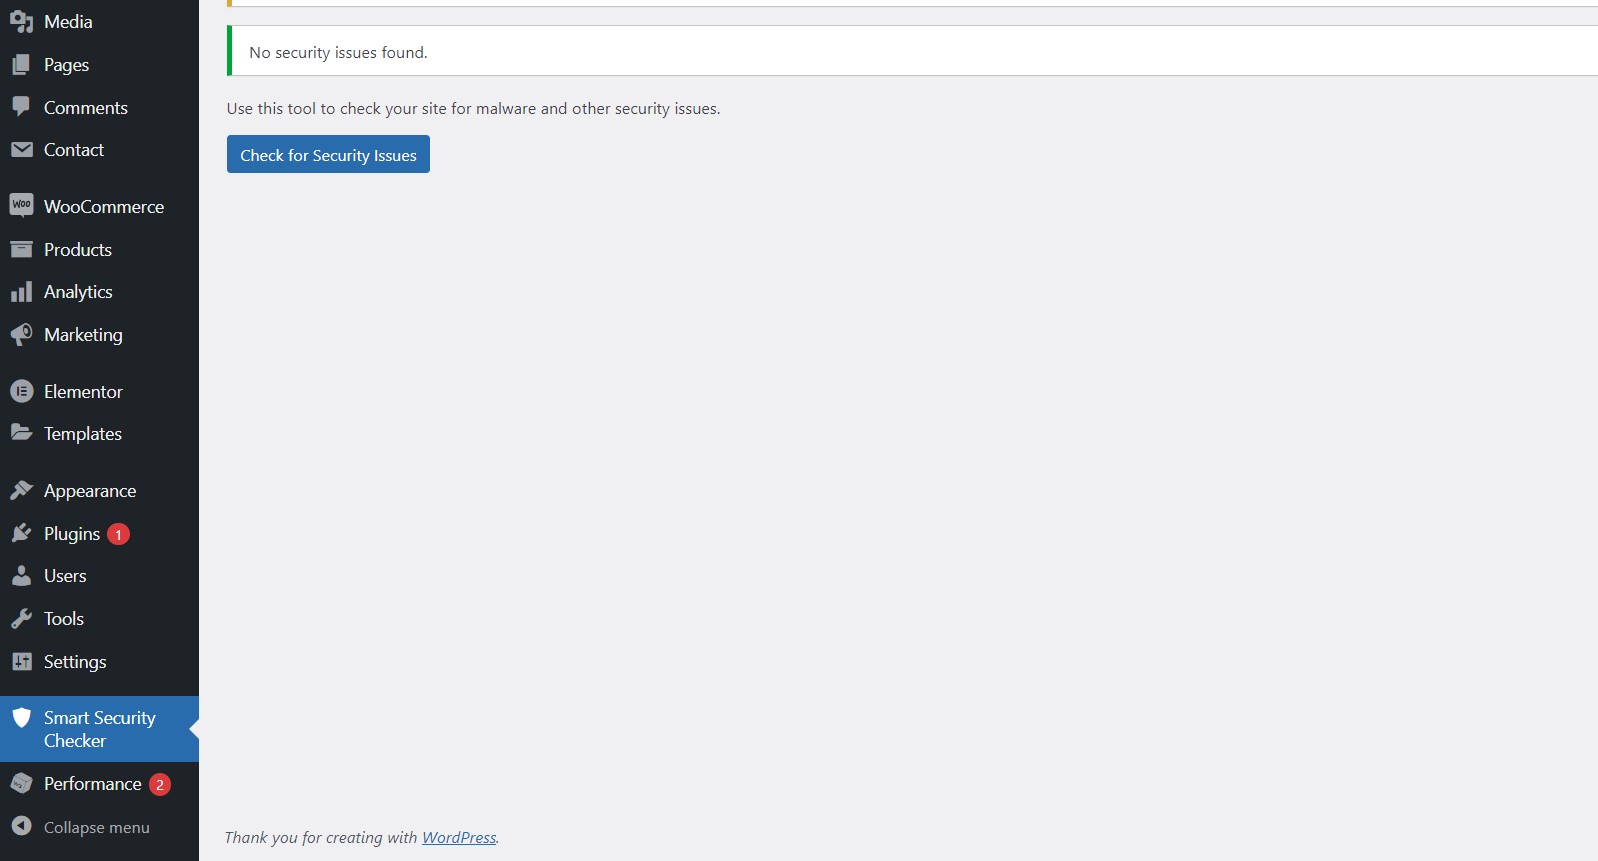 Media
Pages
Comments
Contact
Woo
WooCommerce
Products
Analytics
Marketing
Elementor
Templates
Appearance
Plugins 1
Users
Tools
Settings
Smart Security
Checker
Performance 2
Collapse menu
No security issues found.
Use this tool to check your site for malware and other security issues.
Check for Security Issues
Thank you for creating with WordPress.